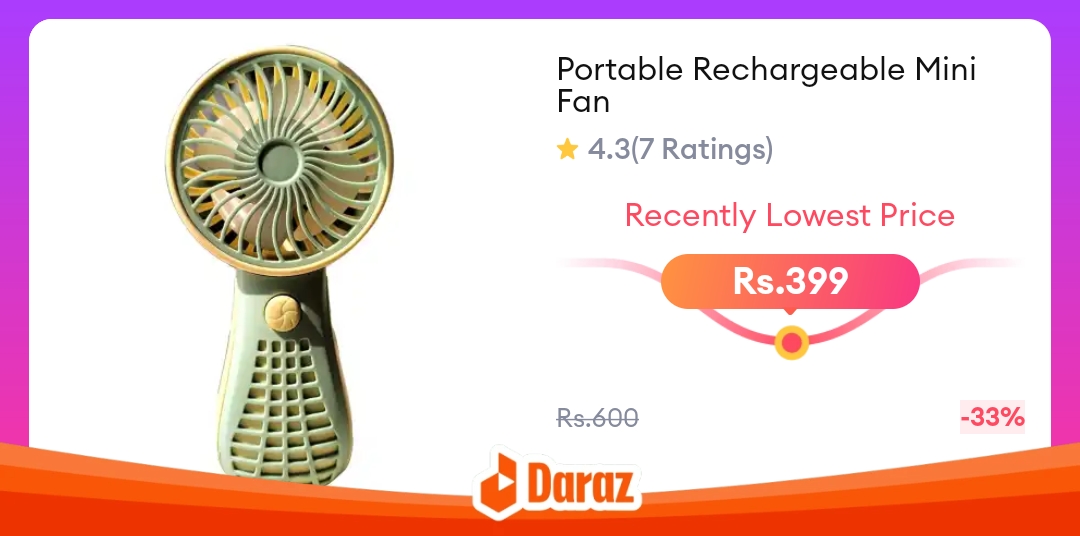 Portable Rechargeable Mini
Fan
4.3(7 Ratings)
Recently Lowest Price
Rs.399
Rs.600
-33%
Daraz